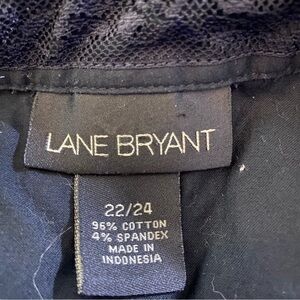 LANE BRYANT
22/24
96% COTTON
4% SPANDEX
MADE IN
INDONESIA